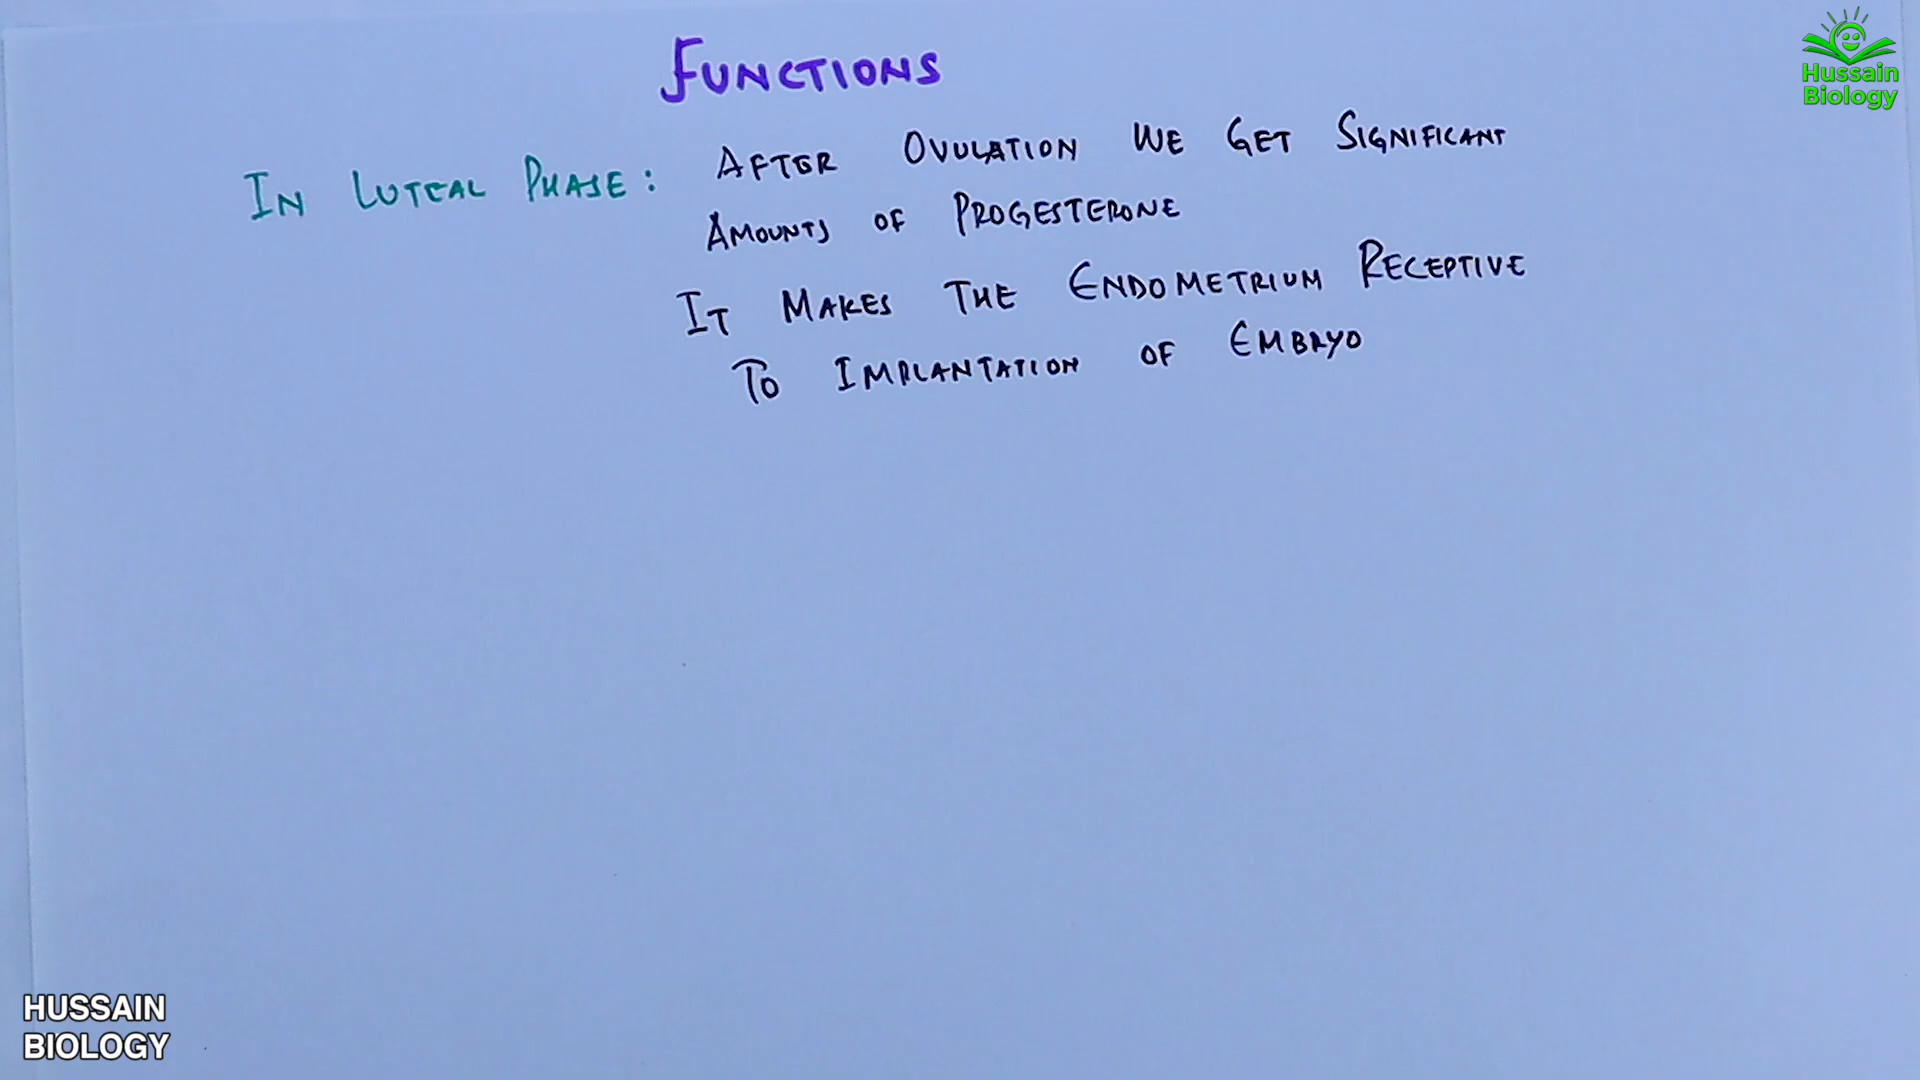 FUNCTIONS
IN LUTEAL PHASE: AFTER OVULATION WE GET SIGNIFICANT
AMOUNTS OF PROGESTERONE
IT MAKES THE ENDOMETRIUM RECEPTIVE
TO IMPLANTATION OF EMBRYO
Hussain
Biology
HUSSAIN
BIOLOGY